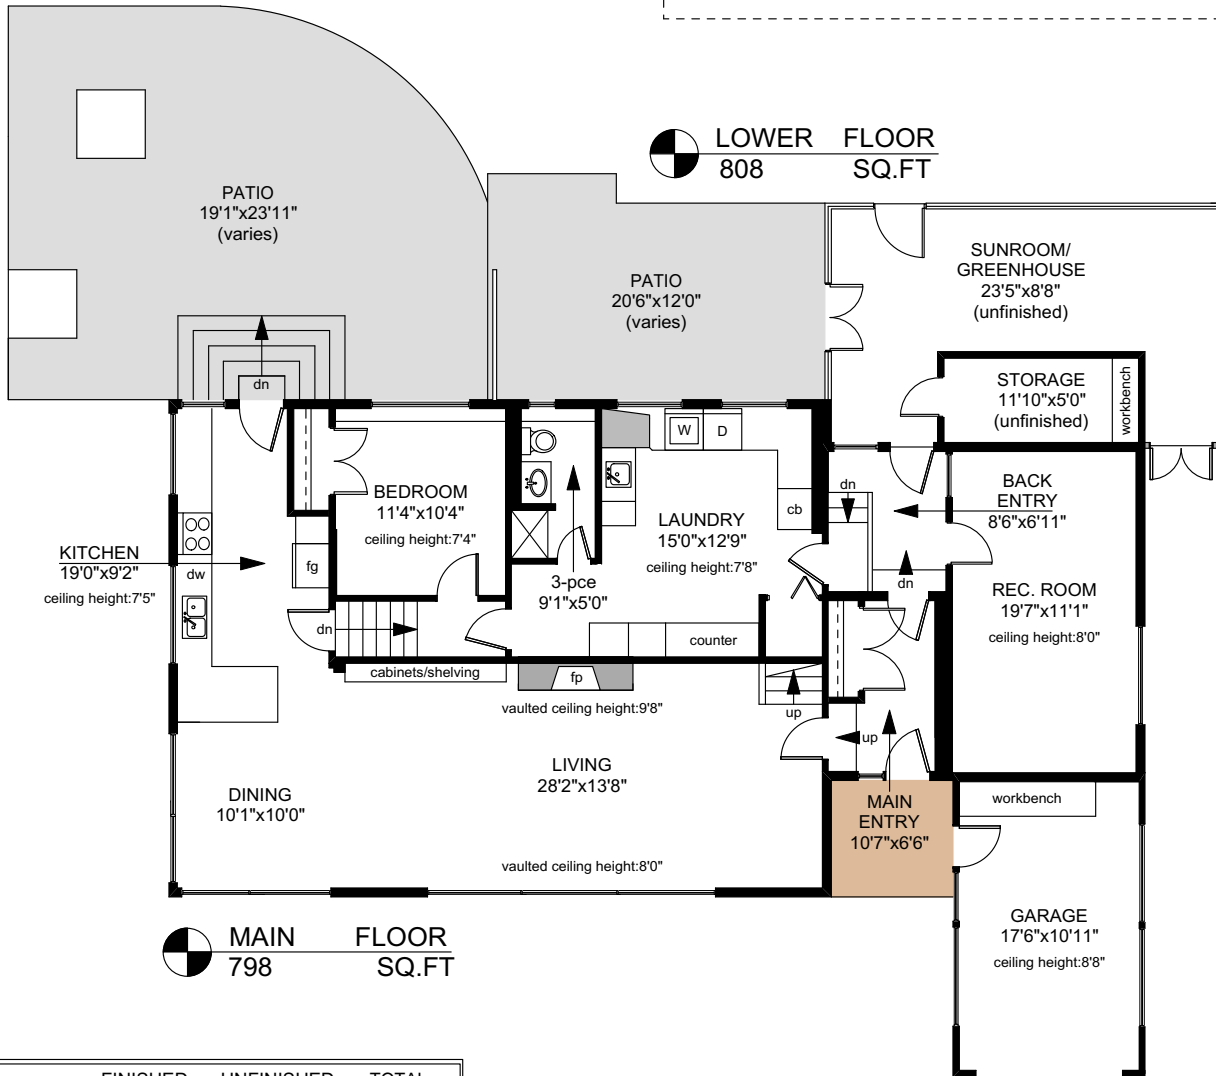 LOWER FLOOR
808 SQ.FT
PATIO
19'1"x23'11"
(varies)
PATIO
20'6"x12'0"
(varies)
SUNROOM/
GREENHOUSE
23'5"x8'8"
(unfinished)
STORAGE
11'10"x5'0"
(unfinished)
workbench
dn
W
D
BEDROOM
11'4"x10'4"
ceiling height:7'4"
LAUNDRY
15'0"x12'9"
ceiling height:7'8"
cb
dn
BACK
ENTRY
8'6"x6'11"
KITCHEN
19'0"x9'2"
ceiling height:7'5"
dw
fg
3-pce
9'1"x5'0"
dn
REC. ROOM
19'7"x11'1"
ceiling height:8'0"
dn
counter
cabinets/shelving
fp
vaulted ceiling height:9'8"
up
up
LIVING
28'2"x13'8"
DINING
10'1"x10'0"
MAIN
ENTRY
10'7"x6'6"
workbench
vaulted ceiling height:8'0"
GARAGE
17'6"x10'11"
ceiling height:8'8"
MAIN FLOOR
798 SQ.FT
FINISHED UNFINISHED TOTAL